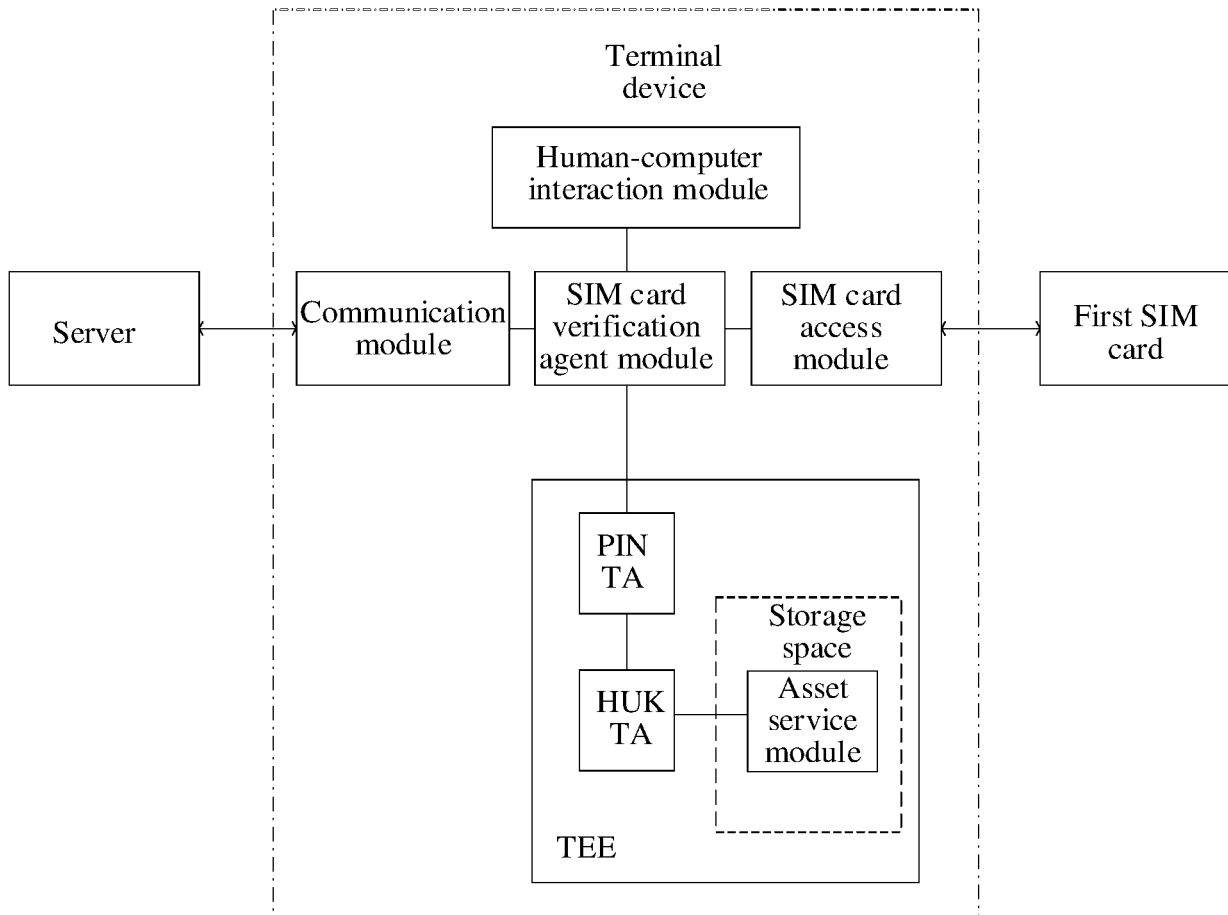 Terminal
device
Human-computer
interaction module
Server
Communication
module
SIM card
verification
agent module
SIM card
access
module
First SIM
card
PIN
TA
Storage
space
HUK
TA
Asset
service
module
TEE